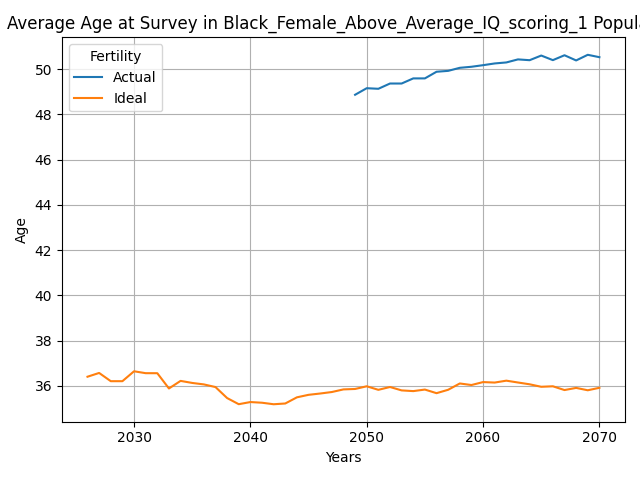 Average Age at Survey in Black_Female_Above_Average_IQ_scoring_1 Popul
Fertility
Actual
Ideal
50
48
46
44
42
40
38
36
Age
2030 2040 2050 2060 2070
Years